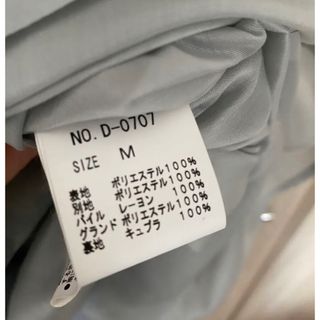 NO. D-0707
SIZE M
表地 ポリエステル100%
別地 ポリエステル100%
パイル レーヨン 100%
グランド ポリエステル100%
裏地 キュプラ 100%